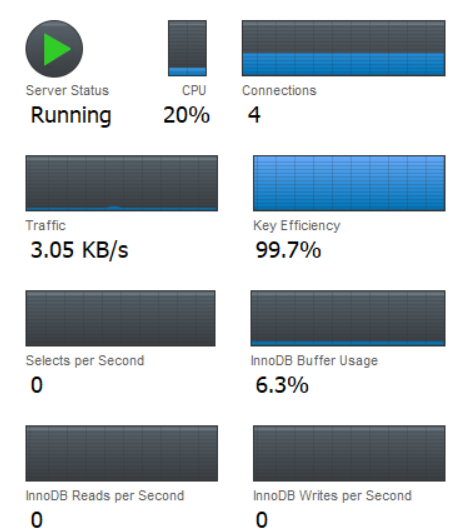 Server Status CPU Connections
Running 20% 4
Traffic Key Efficiency
3.05 KB/s 99.7%
Selects per Second InnoDB Buffer Usage
0 6.3%
InnoDB Reads per Second InnoDB Writes per Second
0 0